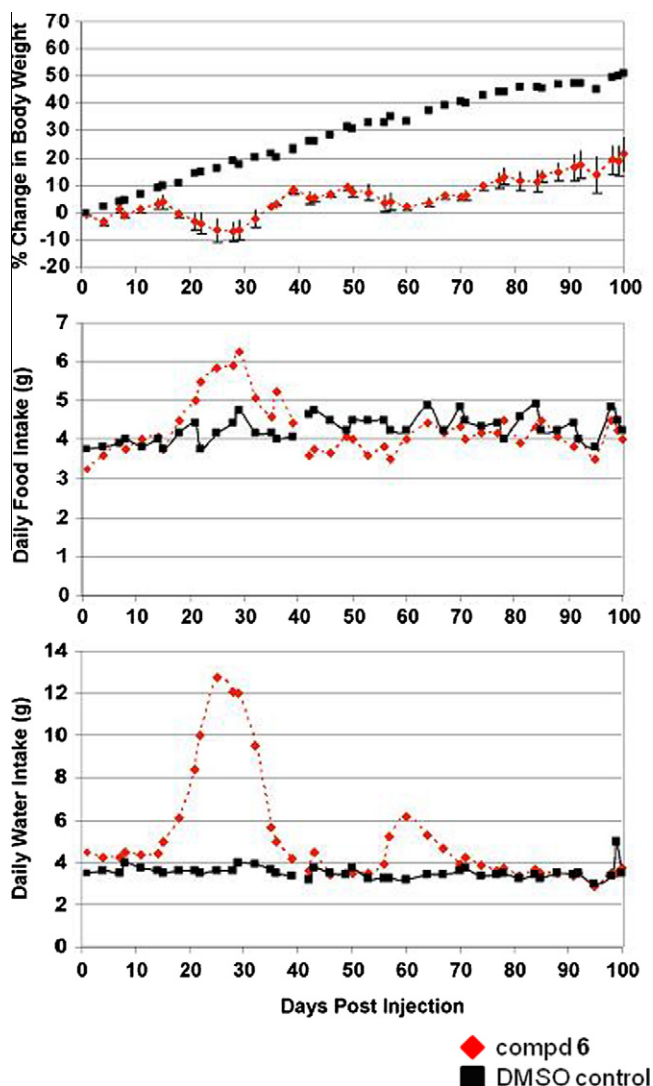 % Change in Body Weight
70
60
50
40
30
20
10
0
-10
-20
0 10 20 30 40 50 60 70 80 90 100
Daily Food Intake (g)
7
6
5
4
3
2
1
0
0 10 20 30 40 50 60 70 80 90 100
Daily Water Intake (g)
14
12
10
8
6
4
2
0
0 10 20 30 40 50 60 70 80 90 100
Days Post Injection
compd 6
DMSO control